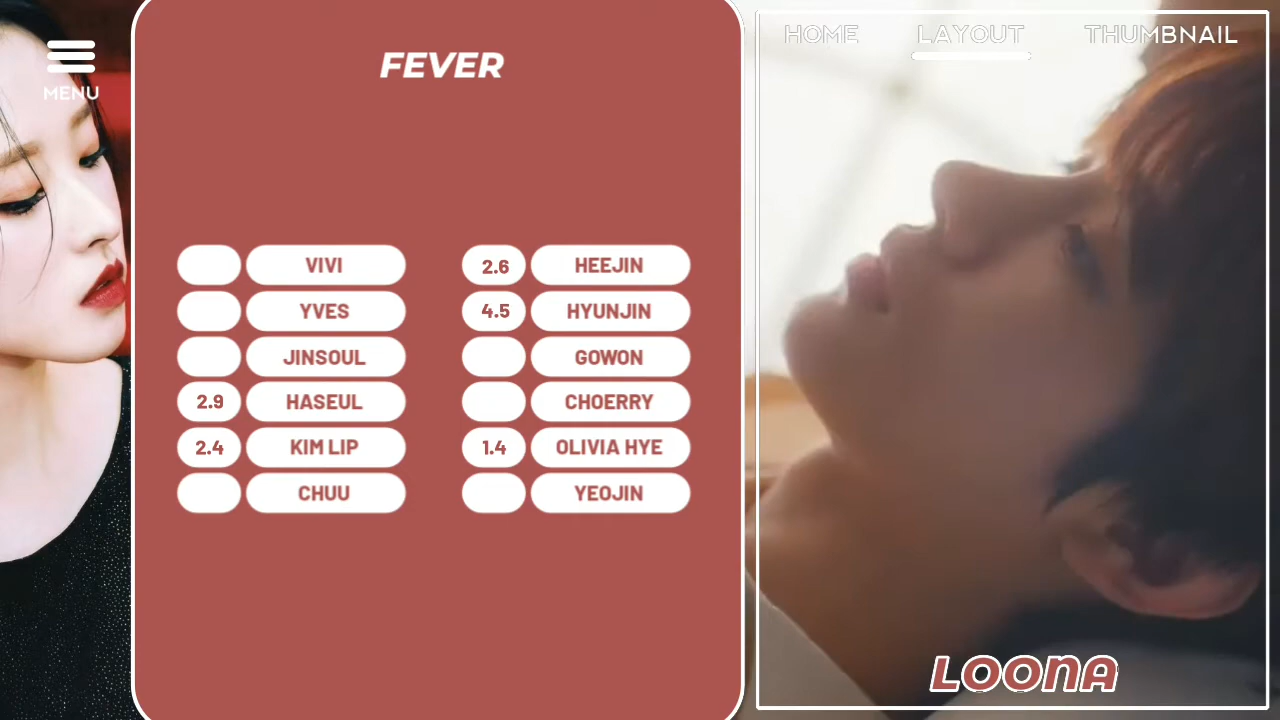 MENU
FEVER
VIVI
YVES
JINSOUL
2.9 HASEUL
2.4 KIM LIP
CHUU
2.6 HEEJIN
4.5 HYUNJIN
GOWON
CHOERRY
1.4 OLIVIA HYE
YEOJIN
HOME LAYOUT THUMBNAIL
LOONA